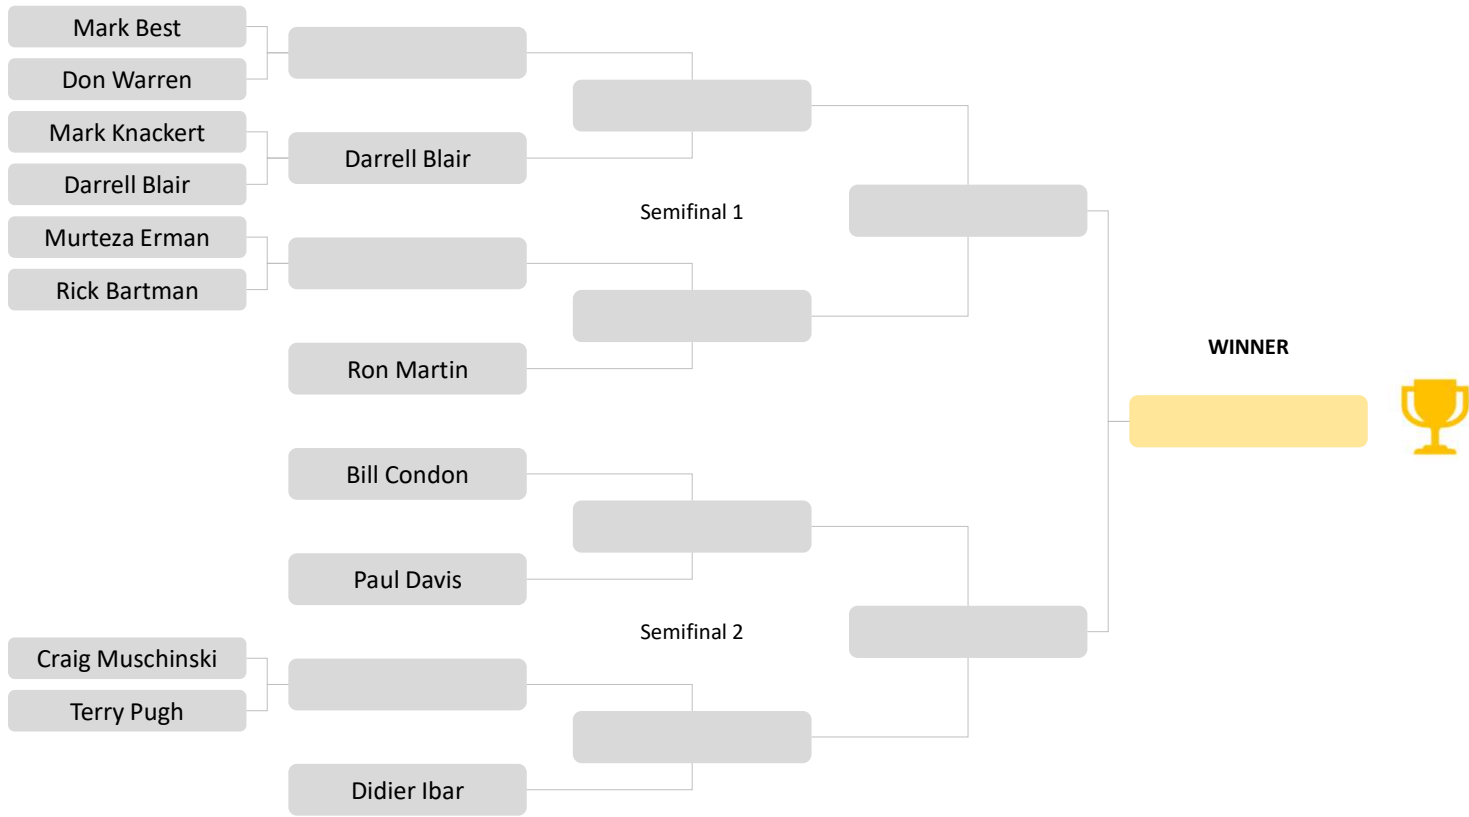 Mark Best
Don Warren
Mark Knackert
Darrell Blair
Darrell Blair
Semifinal 1
Murteza Erman
Rick Bartman
Ron Martin
WINNER
Bill Condon
Paul Davis
Semifinal 2
Craig Muschinski
Terry Pugh
Didier Ibar